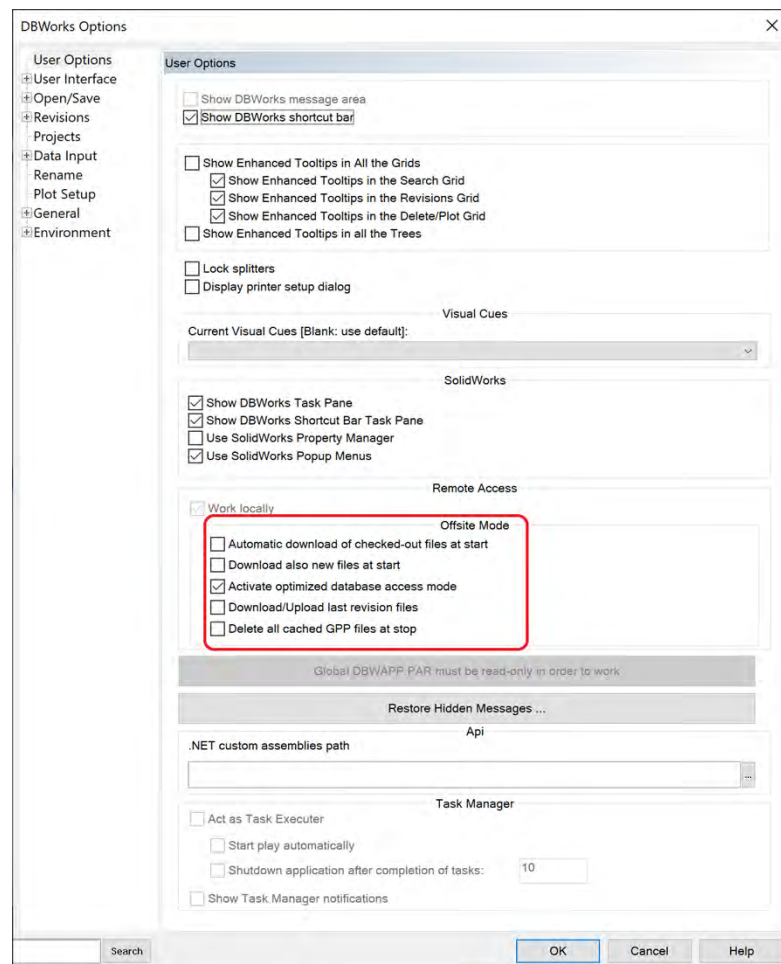 DBWorks Options
User Options
User Interface
Open/Save
Revisions
Projects
Data Input
Rename
Plot Setup
General
Environment
User Options
Show DBWorks message area
Show DBWorks shortcut bar
Show Enhanced Tooltips in All the Grids
Show Enhanced Tooltips in the Search Grid
Show Enhanced Tooltips in the Revisions Grid
Show Enhanced Tooltips in the Delete/Plot Grid
Show Enhanced Tooltips in all the Trees
Lock splitters
Display printer setup dialog
Visual Cues
Current Visual Cues [Blank: use default]:
SolidWorks
Show DBWorks Task Pane
Show DBWorks Shortcut Bar Task Pane
Use SolidWorks Property Manager
Use SolidWorks Popup Menus
Remote Access
Work locally
Offsite Mode
Automatic download of checked-out files at start
Download also new files at start
Activate optimized database access mode
Download/Upload last revision files
Delete all cached GPP files at stop
Global DBWAPP PAR must be read-only in order to work
Restore Hidden Messages ...
Api
.NET custom assemblies path
...
Task Manager
Act as Task Executer
Start play automatically
Shutdown application after completion of tasks: 10
Show Task Manager notifications
Search
OK Cancel Help